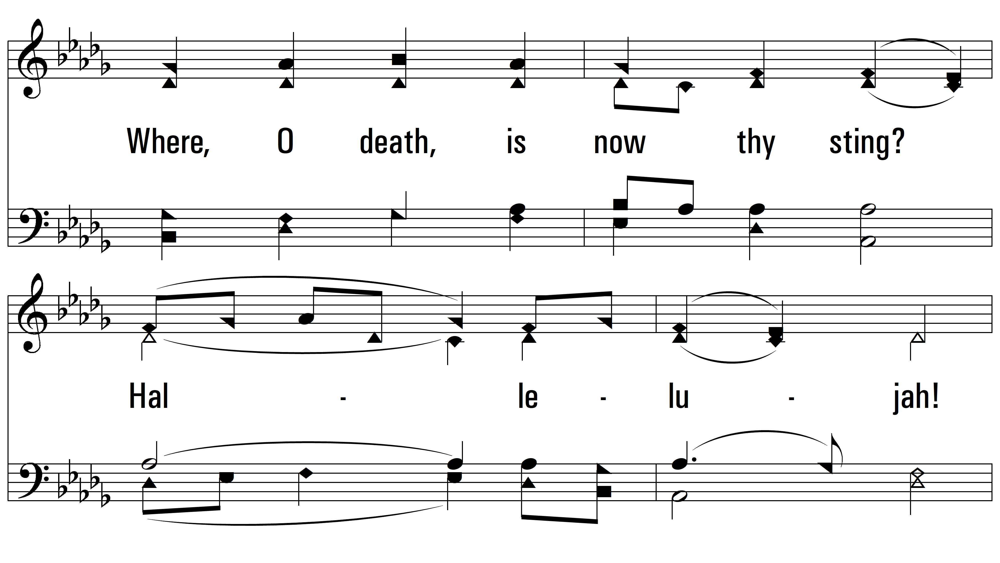 Where, O death, is now thy sting?
Hal - le - lu - jah!